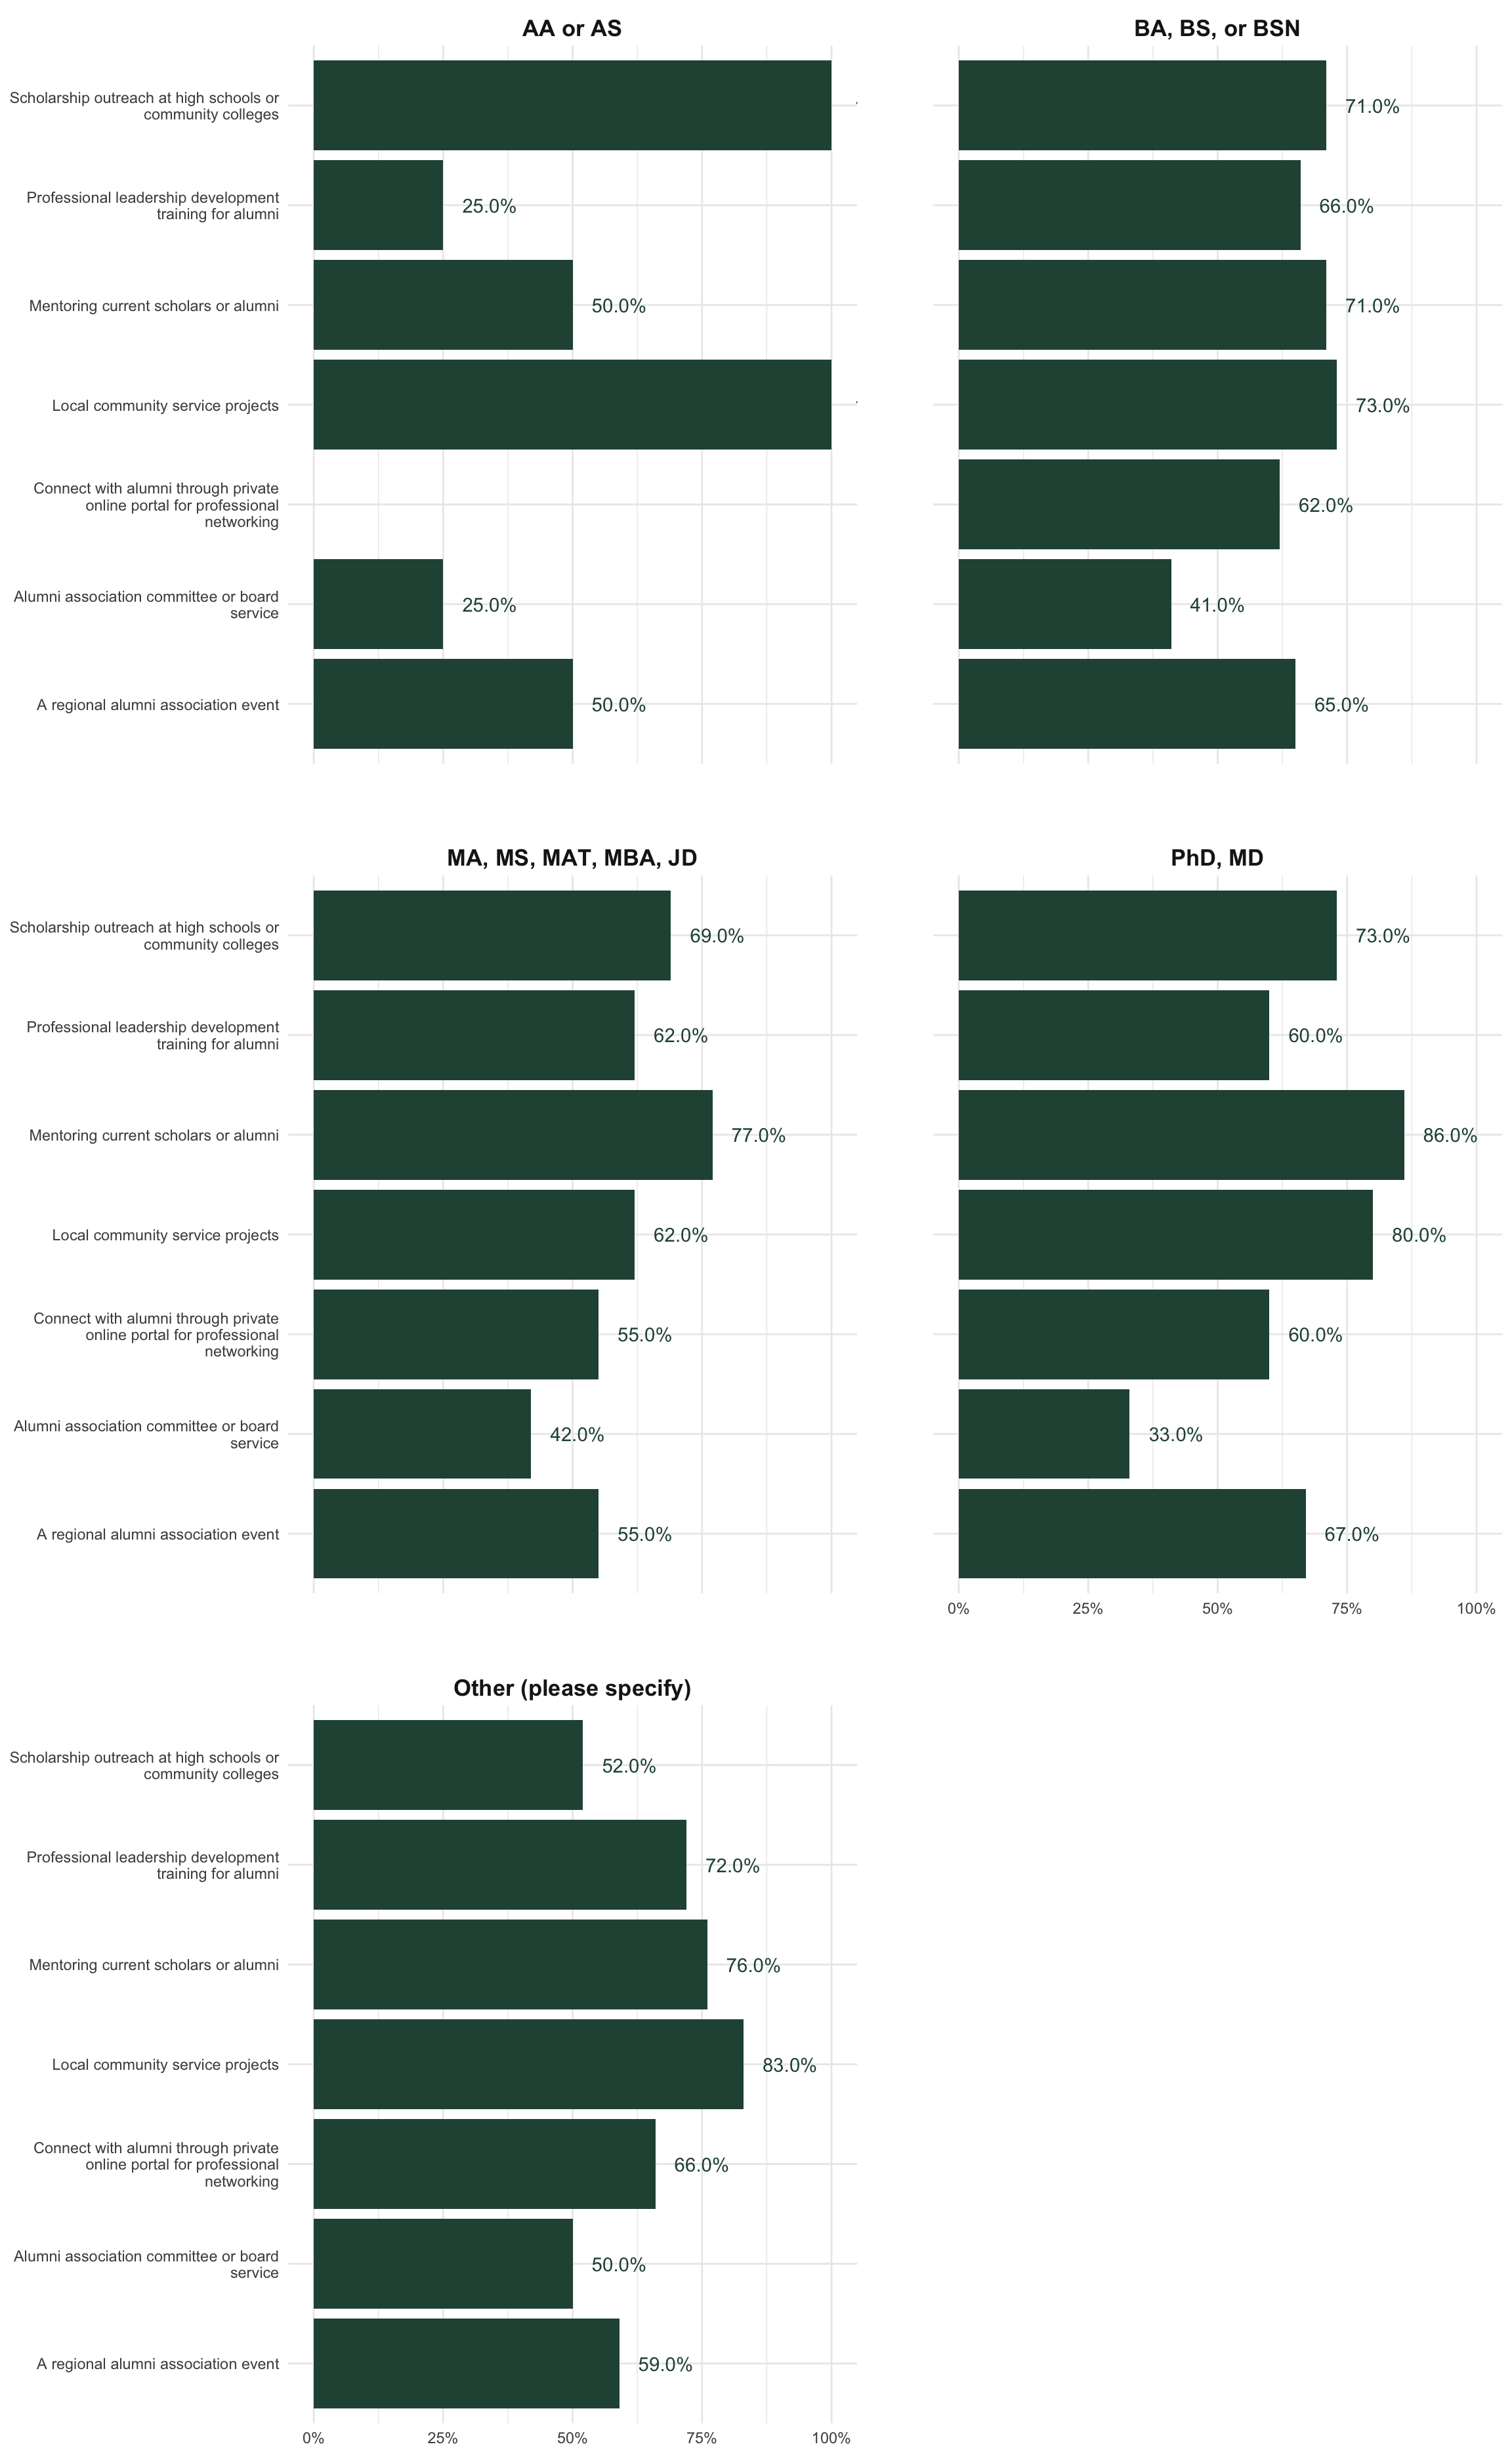 AA or AS
BA, BS, or BSN
Scholarship outreach at high schools or
community colleges
71.0%
Professional leadership development
training for alumni
25.0%
66.0%
Mentoring current scholars or alumni
50.0%
71.0%
Local community service projects
73.0%
Connect with alumni through private
online portal for professional
networking
62.0%
Alumni association committee or board
service
25.0%
41.0%
A regional alumni association event
50.0%
65.0%
MA, MS, MAT, MBA, JD
PhD, MD
Scholarship outreach at high schools or
community colleges
69.0%
73.0%
Professional leadership development
training for alumni
62.0%
60.0%
Mentoring current scholars or alumni
77.0%
86.0%
Local community service projects
62.0%
80.0%
Connect with alumni through private
online portal for professional
networking
55.0%
60.0%
Alumni association committee or board
service
42.0%
33.0%
A regional alumni association event
55.0%
67.0%
0% 25% 50% 75% 100%
Other (please specify)
Scholarship outreach at high schools or
community colleges
52.0%
Professional leadership development
training for alumni
72.0%
Mentoring current scholars or alumni
76.0%
Local community service projects
83.0%
Connect with alumni through private
online portal for professional
networking
66.0%
Alumni association committee or board
service
50.0%
A regional alumni association event
59.0%
0% 25% 50% 75% 100%